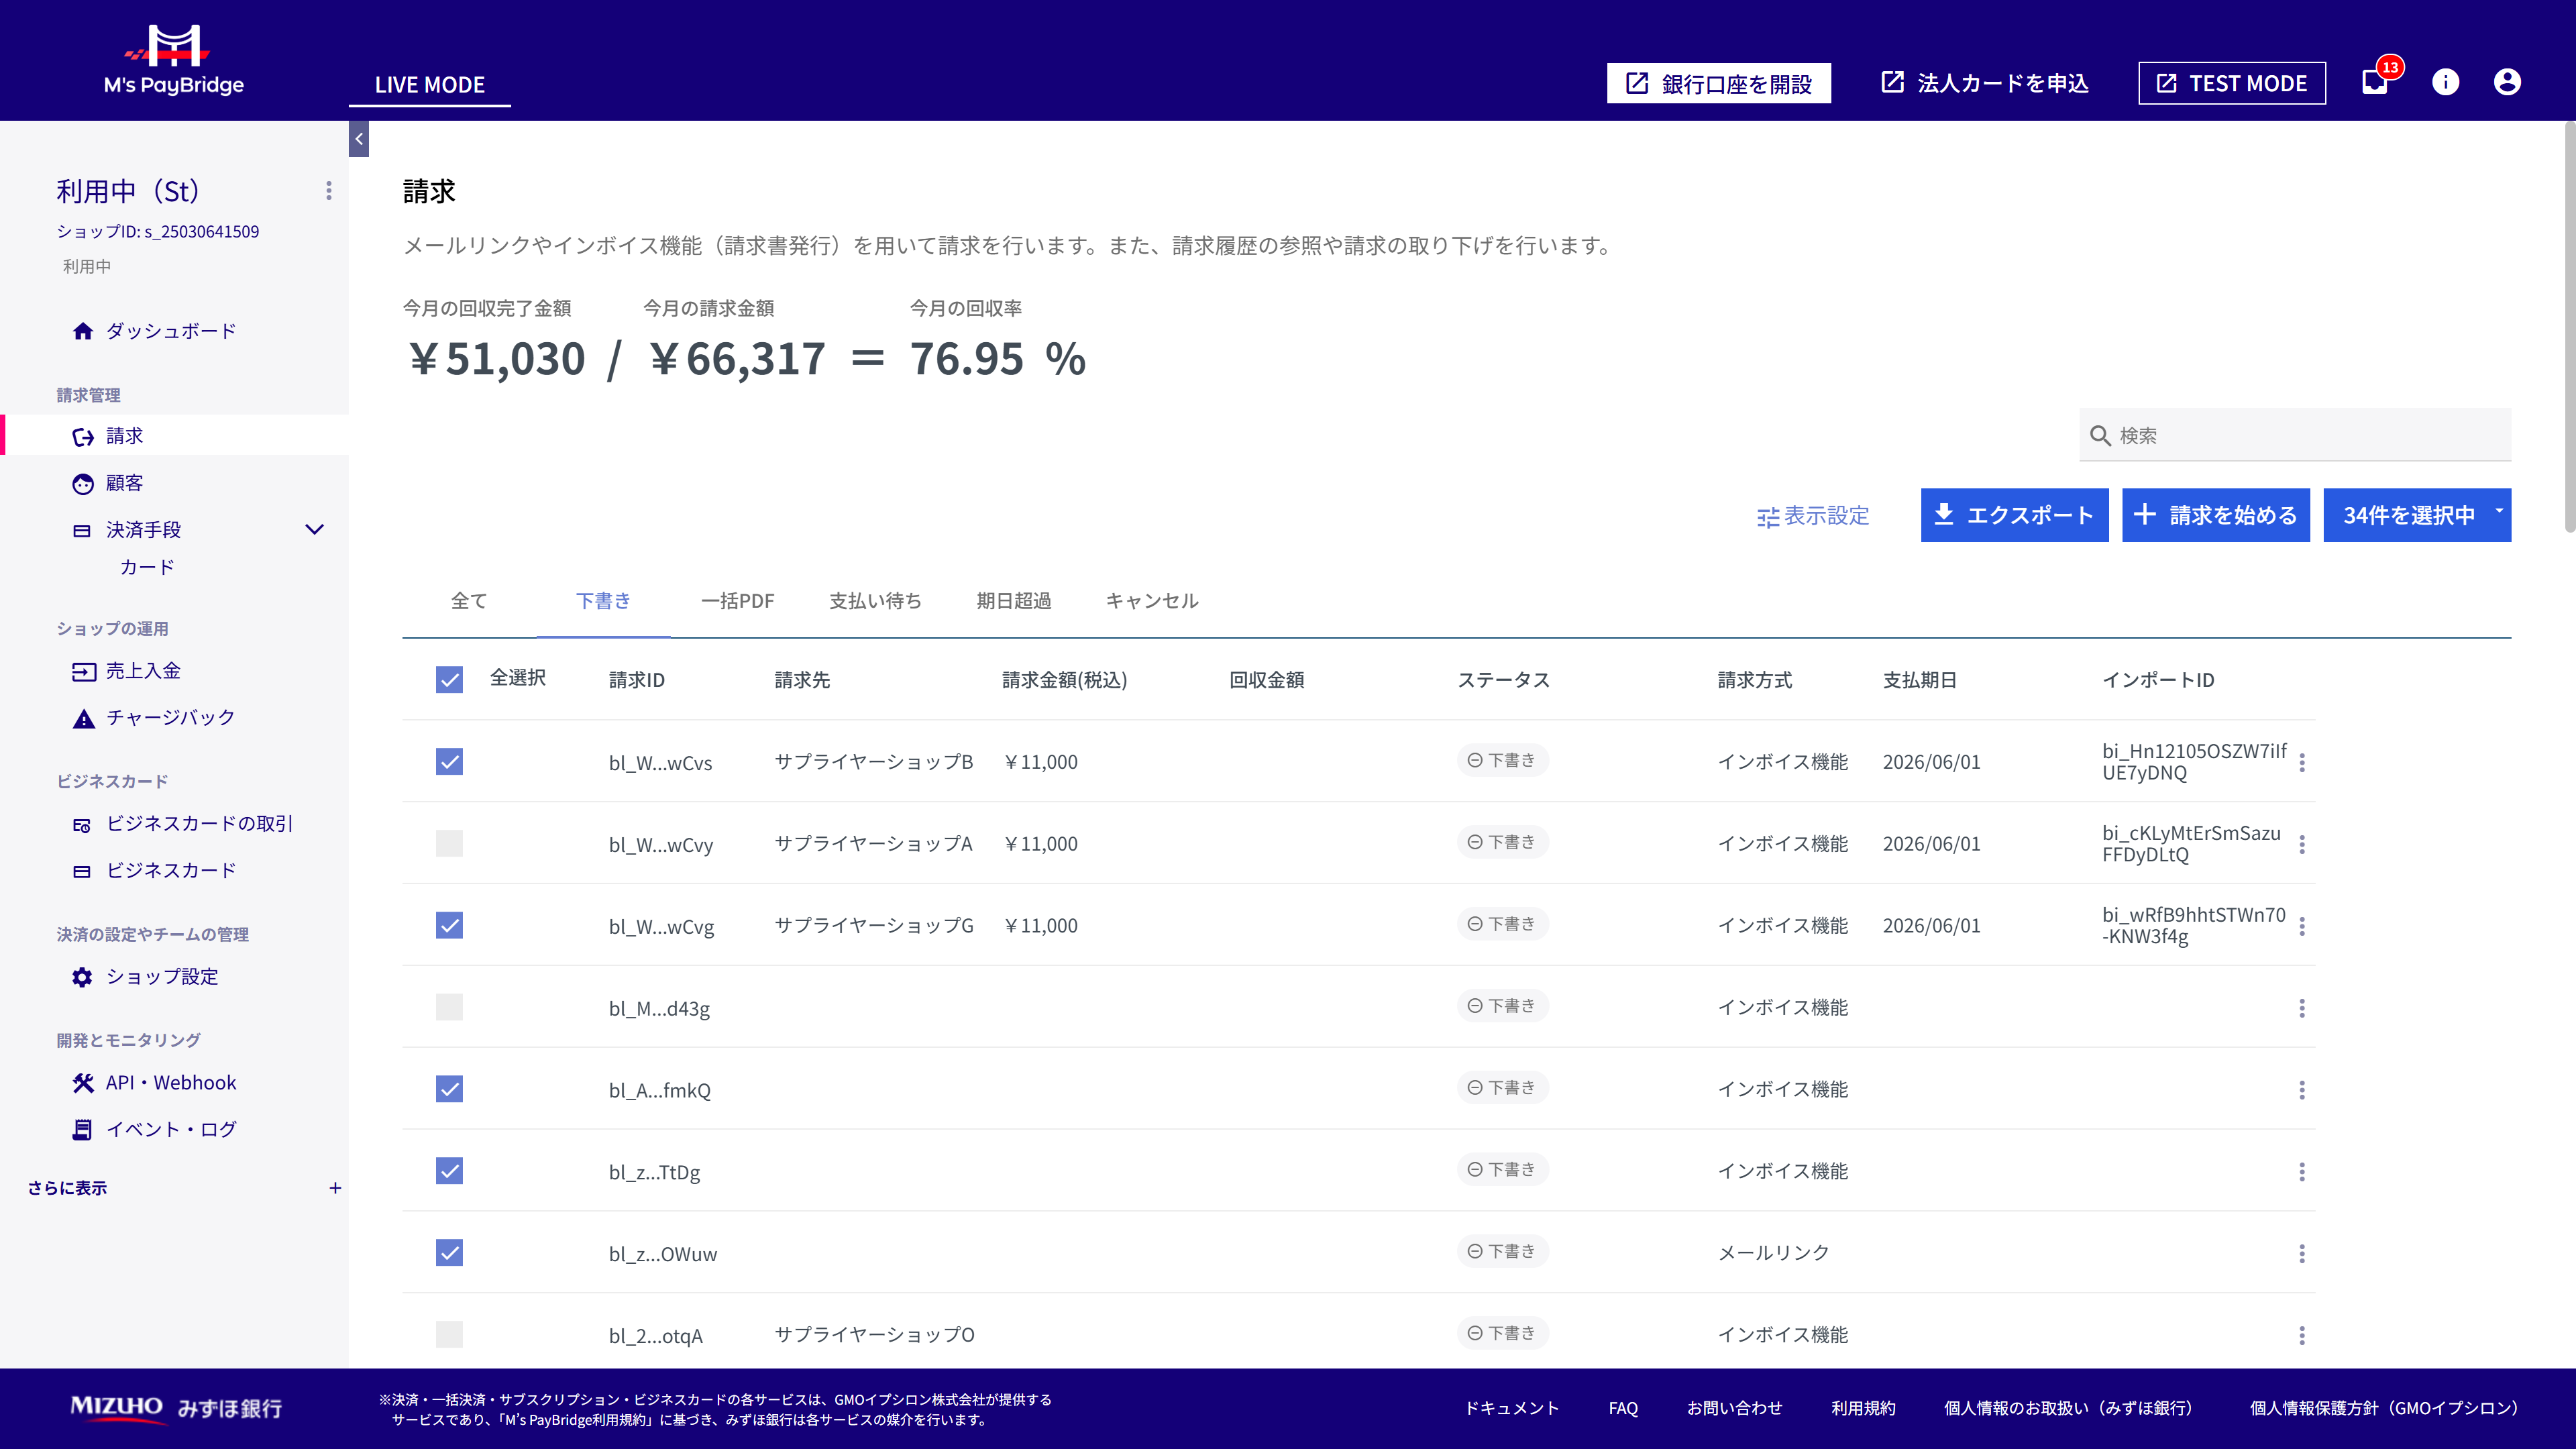 M's PayBridge
LIVE MODE
銀行口座を開設
法人カードを申込
TEST MODE
13
利用中（St）
ショップID: s_25030641509
利用中
ダッシュボード
請求管理
請求
顧客
決済手段
カード
ショップの運用
売上入金
チャージバック
ビジネスカード
ビジネスカードの取引
ビジネスカード
決済の設定やチームの管理
ショップ設定
開発とモニタリング
API・Webhook
イベント・ログ
さらに表示 +
請求
メールリンクやインボイス機能（請求書発行）を用いて請求を行います。また、請求履歴の参照や請求の取り下げを行います。
今月の回収完了金額 今月の請求金額 今月の回収率
￥51,030 / ￥66,317 = 76.95 %
検索
表示設定 エクスポート + 請求を始める 34件を選択中
全て 下書き 一括PDF 支払い待ち 期日超過 キャンセル
全選択 請求ID 請求先 請求金額(税込) 回収金額 ステータス 請求方式 支払期日 インポートID
bl_W...wCvs サプライヤーショップB ￥11,000 下書き インボイス機能 2026/06/01 bi_Hn12105OSZW7iIf
UE7yDNQ
bl_W...wCvy サプライヤーショップA ￥11,000 下書き インボイス機能 2026/06/01 bi_cKLyMtErSmSazu
FFDyDLtQ
bl_W...wCvg サプライヤーショップG ￥11,000 下書き インボイス機能 2026/06/01 bi_wRfB9hhtSTWn70
-KNW3f4g
bl_M...d43g 下書き インボイス機能
bl_A...fmkQ 下書き インボイス機能
bl_z...TtDg 下書き インボイス機能
bl_z...OWuw 下書き メールリンク
bl_2...otqA サプライヤーショップO 下書き インボイス機能
MIZUHO みずほ銀行
※決済・一括決済・サブスクリプション・ビジネスカードの各サービスは、GMOイプシロン株式会社が提供する
サービスであり、「M's PayBridge利用規約」に基づき、みずほ銀行は各サービスの媒介を行います。
ドキュメント FAQ お問い合わせ 利用規約 個人情報のお取扱い（みずほ銀行） 個人情報保護方針（GMOイプシロン）